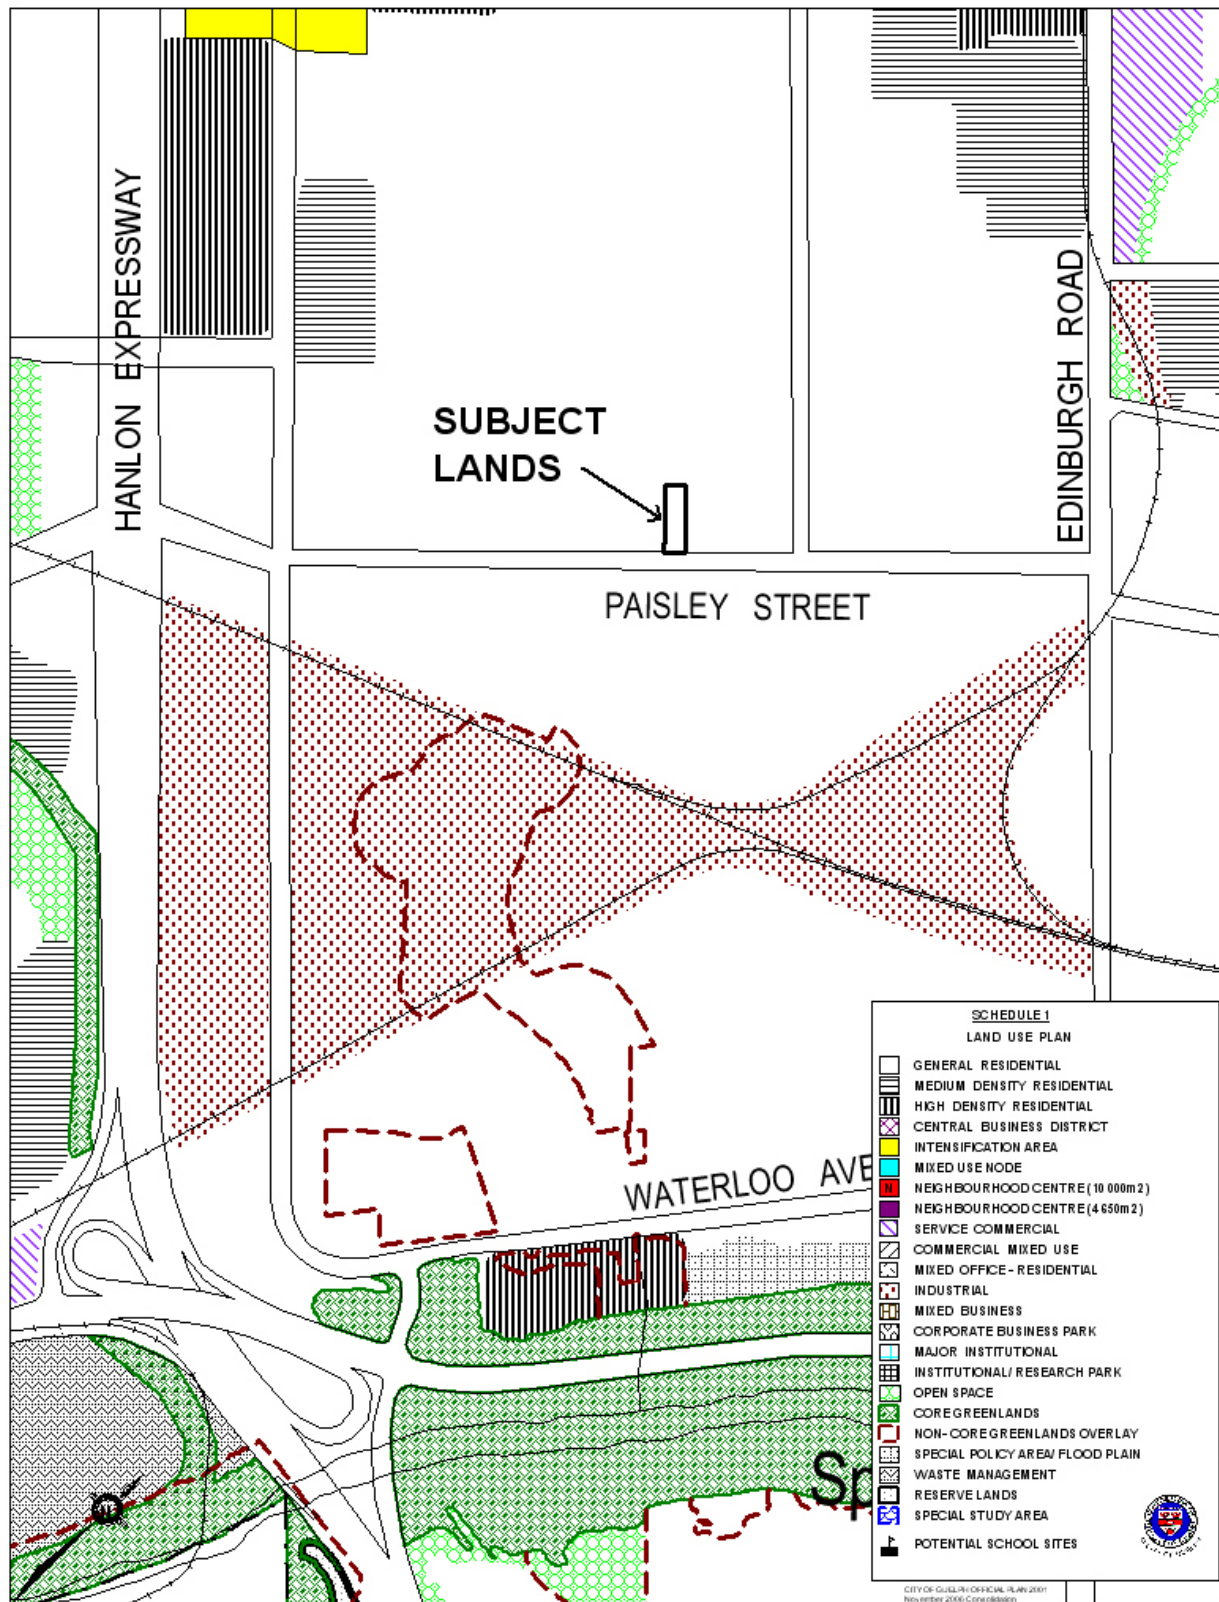 HANLON EXPRESSWAY
EDINBURGH ROAD
SUBJECT
LANDS
PAISLEY STREET
WATERLOO AVE
Sp
SCHEDULE 1
LAND USE PLAN
GENERAL RESIDENTIAL
MEDIUM DENSITY RESIDENTIAL
HIGH DENSITY RESIDENTIAL
CENTRAL BUSINESS DISTRICT
INTENSIFICATION AREA
MIXED USE NODE
N NEIGHBOURHOOD CENTRE (10 000m2)
NEIGHBOURHOOD CENTRE (4 650m2)
SERVICE COMMERCIAL
COMMERCIAL MIXED USE
MIXED OFFICE - RESIDENTIAL
INDUSTRIAL
MIXED BUSINESS
CORPORATE BUSINESS PARK
MAJOR INSTITUTIONAL
INSTITUTIONAL/ RESEARCH PARK
OPEN SPACE
CORE GREENLANDS
NON-CORE GREENLANDS OVERLAY
SPECIAL POLICY AREA/ FLOOD PLAIN
WASTE MANAGEMENT
RESERVE LANDS
SPECIAL STUDY AREA
POTENTIAL SCHOOL SITES
CITY OF GUELPH OFFICIAL PLAN 2001
November 2006 Consolidation